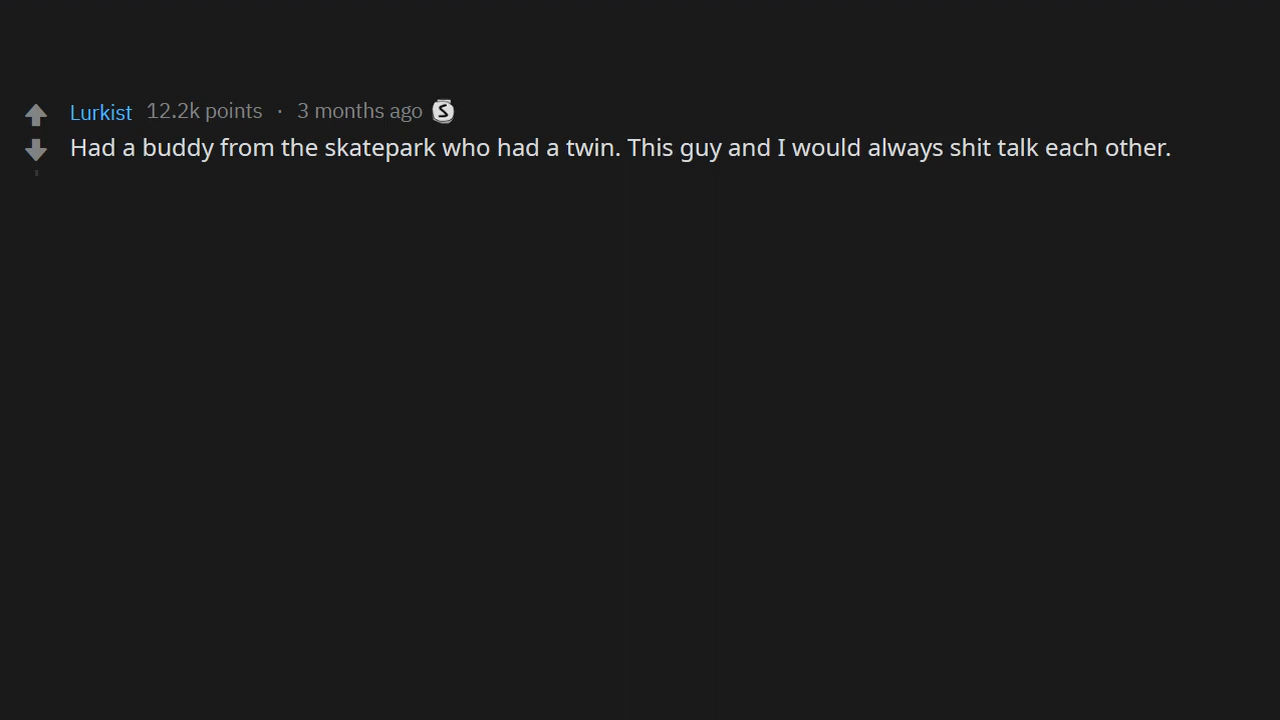 Lurkist 12.2k points · 3 months ago S
Had a buddy from the skatepark who had a twin. This guy and I would always shit talk each other.